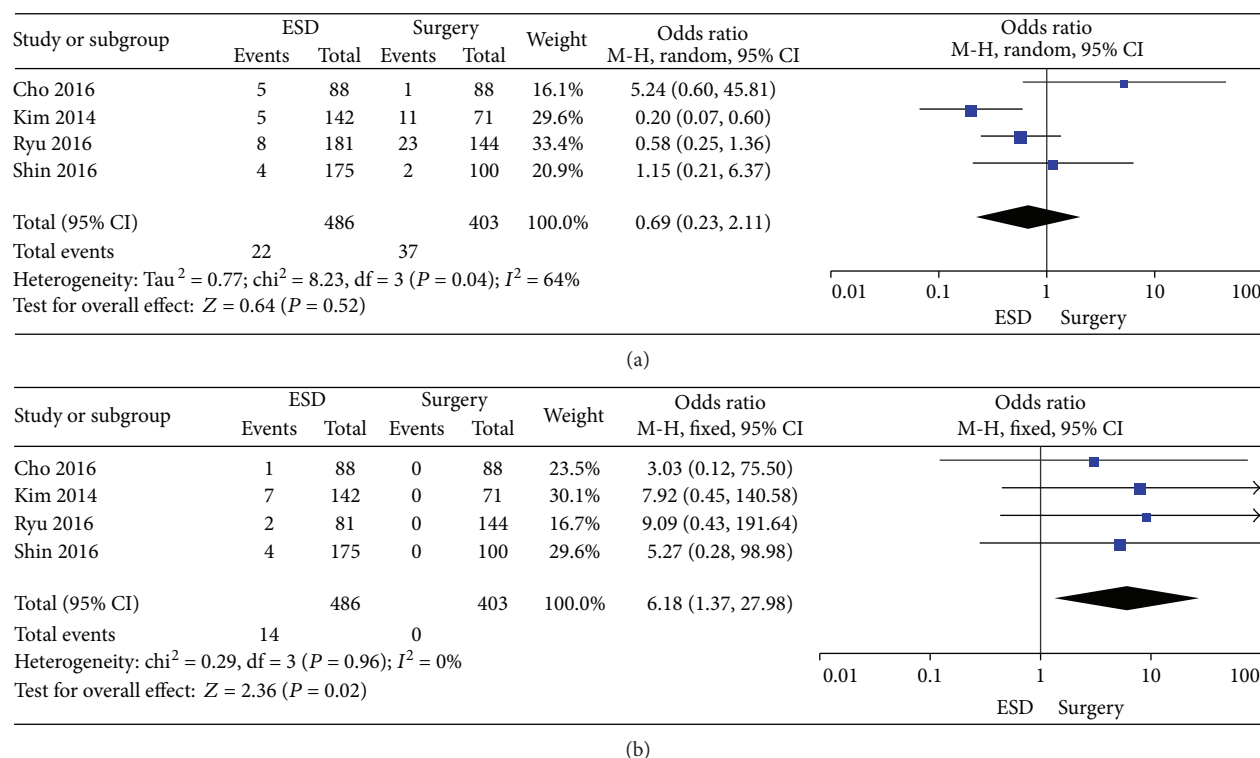 Study or subgroup ESD Surgery Weight Odds ratio Odds ratio
Events Total Events Total M-H, random, 95% CI M-H, random, 95% CI
Cho 2016 5 88 1 88 16.1% 5.24 (0.60, 45.81)
Kim 2014 5 142 11 71 29.6% 0.20 (0.07, 0.60)
Ryu 2016 8 181 23 144 33.4% 0.58 (0.25, 1.36)
Shin 2016 4 175 2 100 20.9% 1.15 (0.21, 6.37)
Total (95% CI) 486 403 100.0% 0.69 (0.23, 2.11)
Total events 22 37
Heterogeneity: Tau² = 0.77; chi² = 8.23, df = 3 (P = 0.04); I² = 64%
Test for overall effect: Z = 0.64 (P = 0.52)
0.01 0.1 1 10 100
ESD Surgery
(a)
Study or subgroup ESD Surgery Weight Odds ratio Odds ratio
Events Total Events Total M-H, fixed, 95% CI M-H, fixed, 95% CI
Cho 2016 1 88 0 88 23.5% 3.03 (0.12, 75.50)
Kim 2014 7 142 0 71 30.1% 7.92 (0.45, 140.58)
Ryu 2016 2 81 0 144 16.7% 9.09 (0.43, 191.64)
Shin 2016 4 175 0 100 29.6% 5.27 (0.28, 98.98)
Total (95% CI) 486 403 100.0% 6.18 (1.37, 27.98)
Total events 14 0
Heterogeneity: chi² = 0.29, df = 3 (P = 0.96); I² = 0%
Test for overall effect: Z = 2.36 (P = 0.02)
0.01 0.1 1 10 100
ESD Surgery
(b)